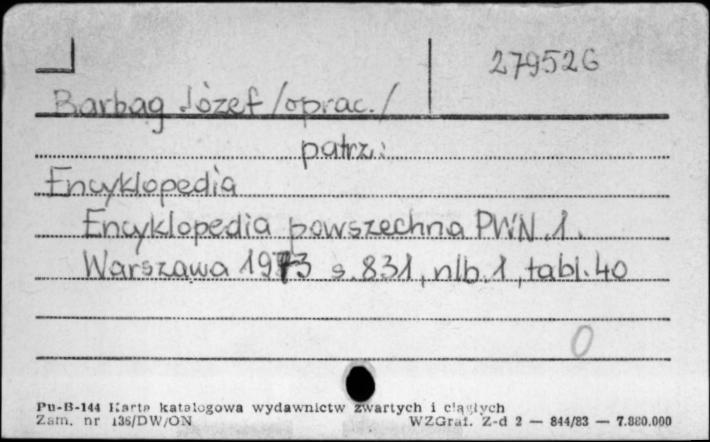 279526
Barbag Józef /oprac./
patrz:
Encyklopedia
Encyklopedia powszechna PWN. 1.
Warszawa 1973 s. 831, nlb. 1, tabl. 40
0
Pu-B-144 Karta katalogowa wydawnictw zwartych i ciągłych
Zam. nr 136/DW/ON WZGraf. Z-d 2 — 844/83 — 7.880.000